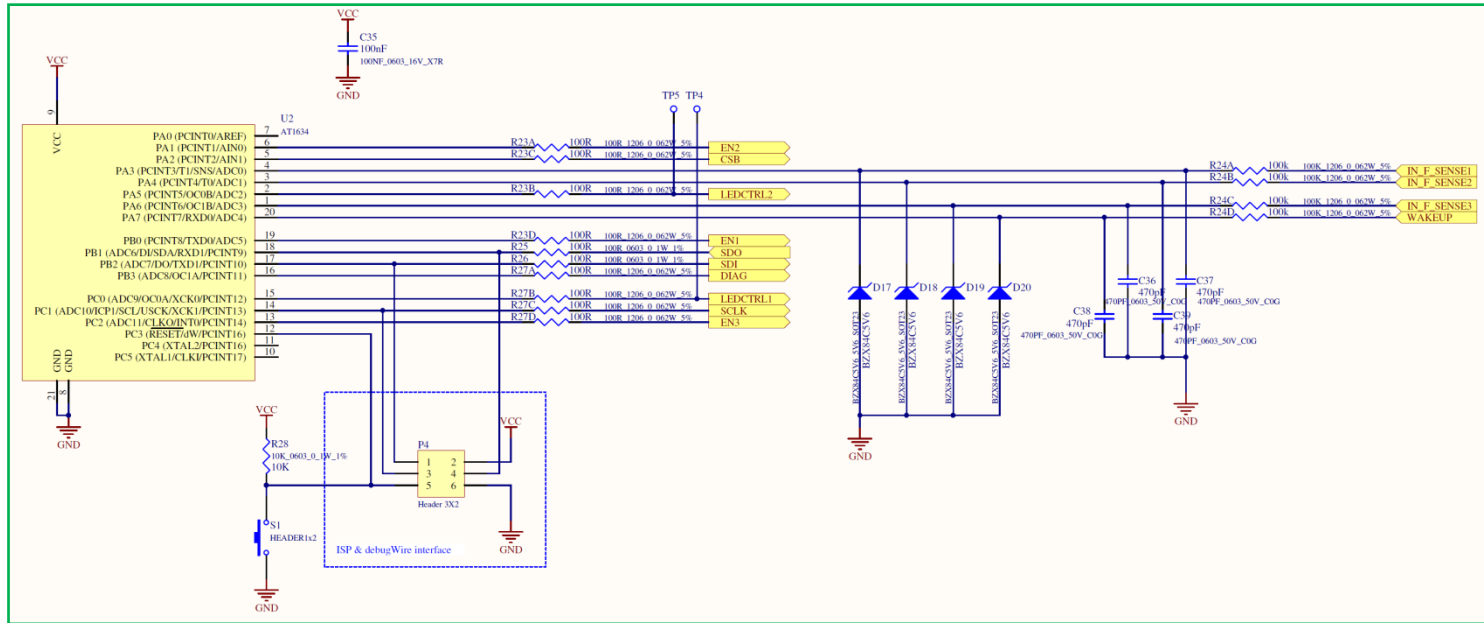 VCC
C35
100nF
100NF_0603_16V_X7R
GND
VCC
9
VCC
U2
AT1634
TP5 TP4
PA0 (PCINT0/AREF) 7
PA1 (PCINT1/AIN0) 6 R23A 100R 100R_1206_0_062W_5% EN2
PA2 (PCINT2/AIN1) 5 R23C 100R 100R_1206_0_062W_5% CSB
PA3 (PCINT3/T1/SNS/ADC0) 4 R24A 100k 100K_1206_0_062W_5% IN_F_SENSE1
PA4 (PCINT4/T0/ADC1) 3 R24B 100k 100K_1206_0_062W_5% IN_F_SENSE2
PA5 (PCINT5/OC0B/ADC2) 2 R23B 100R 100R_1206_0_062W_5% LEDCTRL2
PA6 (PCINT6/OC1B/ADC3) 1 R24C 100k 100K_1206_0_062W_5% IN_F_SENSE3
PA7 (PCINT7/RXD0/ADC4) 20 R24D 100k 100K_1206_0_062W_5% WAKEUP
PB0 (PCINT8/TXD0/ADC5) 19 R23D 100R 100R_1206_0_062W_5% EN1
PB1 (ADC6/DI/SDA/RXD1/PCINT9) 18 R25 100R 100R_0603_0_1W_1% SDO
PB2 (ADC7/DO/TXD1/PCINT10) 17 R26 100R 100R_0603_0_1W_1% SDI
PB3 (ADC8/OC1A/PCINT11) 16 R27A 100R 100R_1206_0_062W_5% DIAG
PC0 (ADC9/OC0A/XCK0/PCINT12) 15 R27B 100R 100R_1206_0_062W_5% LEDCTRL1
PC1 (ADC10/ICP1/SCL/USCK/XCK1/PCINT13) 14 R27C 100R 100R_1206_0_062W_5% SCLK
PC2 (ADC11/CLKO/INT0/PCINT14) 13 R27D 100R 100R_1206_0_062W_5% EN3
PC3 (RESET/dW/PCINT16) 12
PC4 (XTAL2/PCINT16) 11
PC5 (XTAL1/CLKI/PCINT17) 10
GND GND
21 8
GND
D17 D18 D19 D20
BZX84C5V6_5V6_SOT23
BZX84C5V6
BZX84C5V6_5V6_SOT23
BZX84C5V6
BZX84C5V6_5V6_SOT23
BZX84C5V6
BZX84C5V6_5V6_SOT23
BZX84C5V6
GND
C36
470pF
470PF_0603_50V_C0G
C37
470pF
470PF_0603_50V_C0G
C38
470pF
470PF_0603_50V_C0G
C39
470pF
470PF_0603_50V_C0G
GND
VCC
R28
10K_0603_0_1W_1%
10K
S1
HEADER1x2
GND
VCC
P4
1 2
3 4
5 6
Header 3X2
GND
ISP & debugWire interface